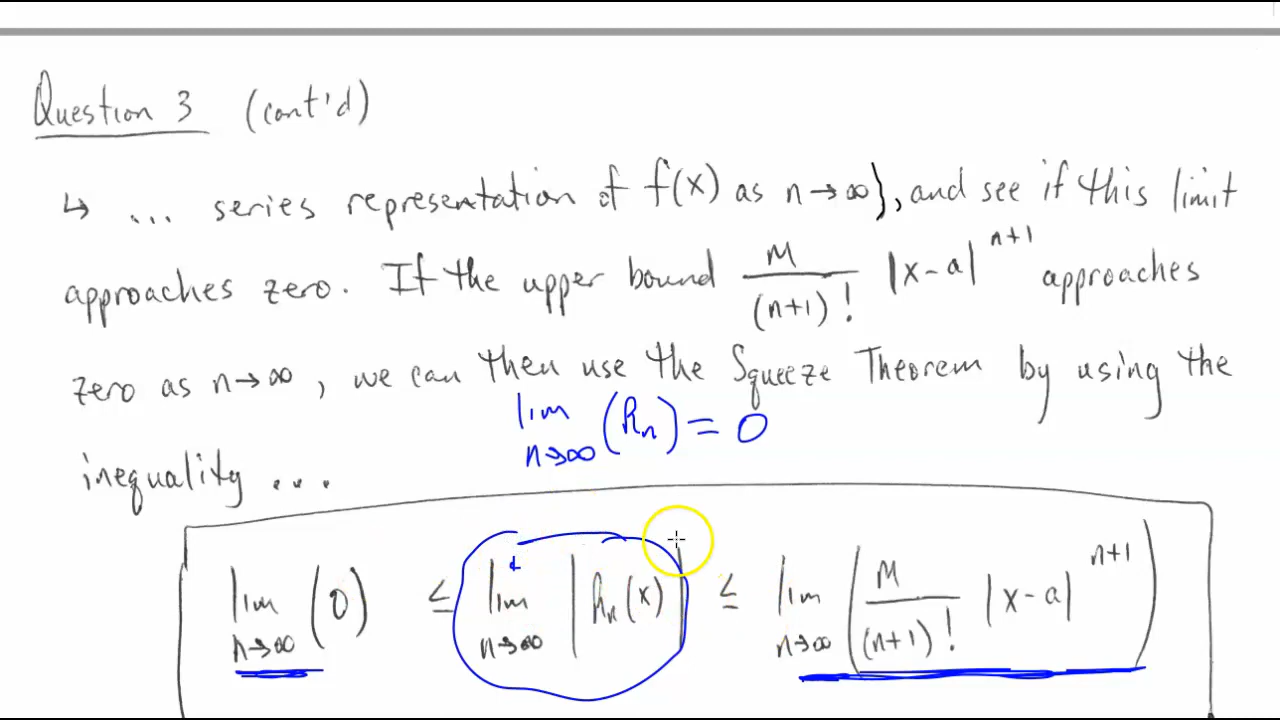 Question 3 (cont'd)
↳ ... series representation of f(x) as n→∞}, and see if this limit
approaches zero. If the upper bound M/(n+1)! |x-a|^(n+1) approaches
zero as n→∞, we can then use the Squeeze Theorem by using the
lim n→∞ (Rn) = 0
inequality ...
lim n→∞ (0) ≤ lim n→∞ |Rn(x)| ≤ lim n→∞ (M/(n+1)! |x-a|^(n+1))